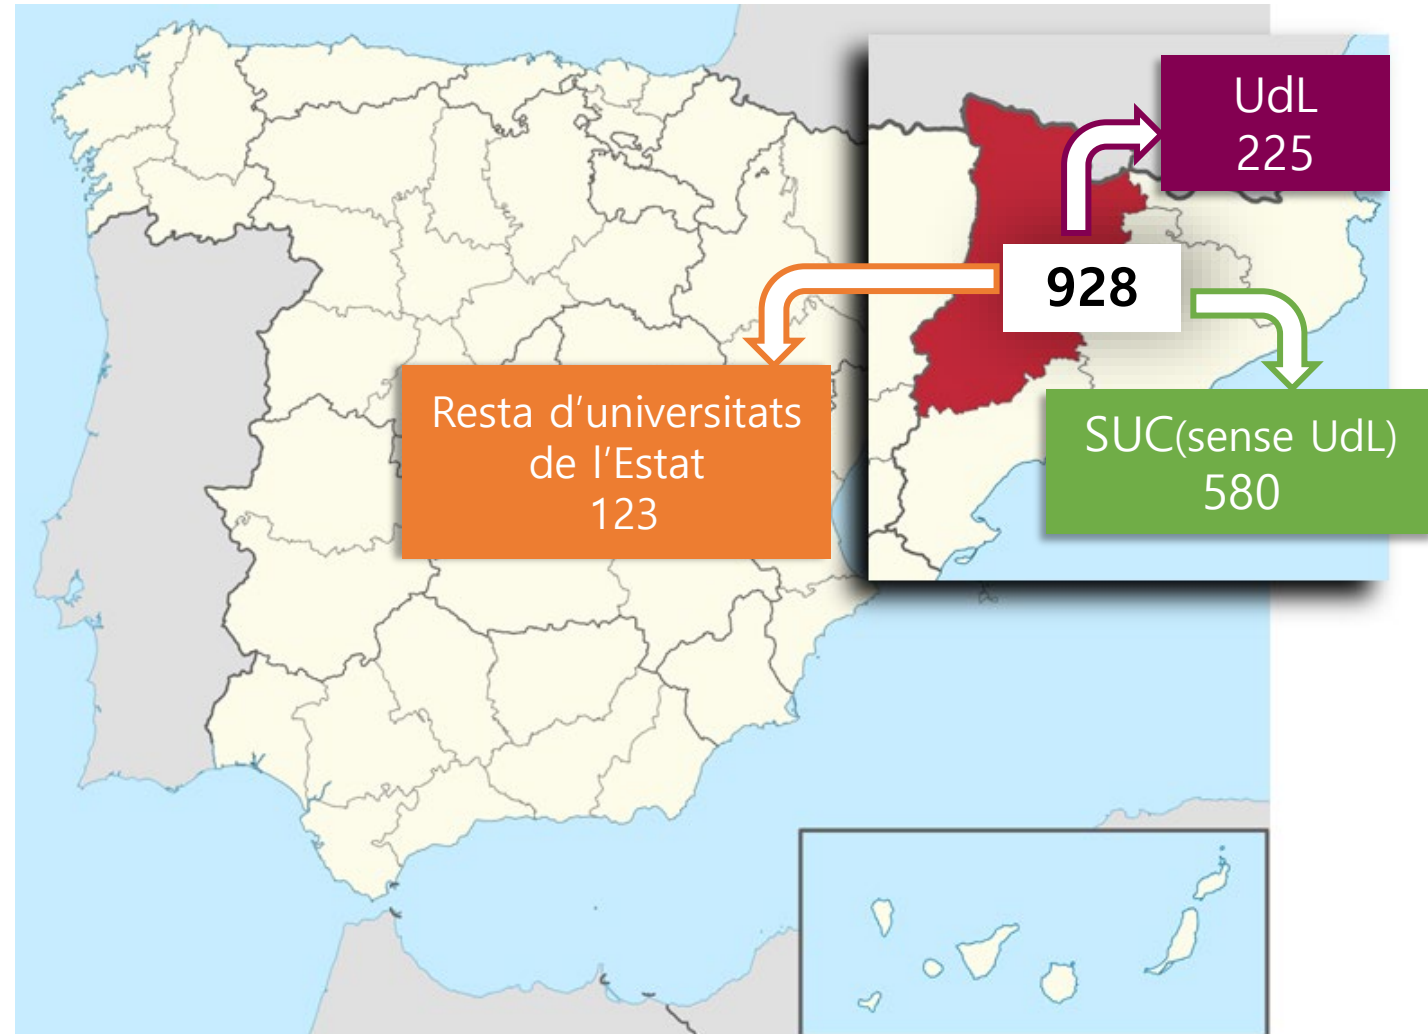 UdL
225
928
Resta d’universitats
de l’Estat
123
SUC(sense UdL)
580